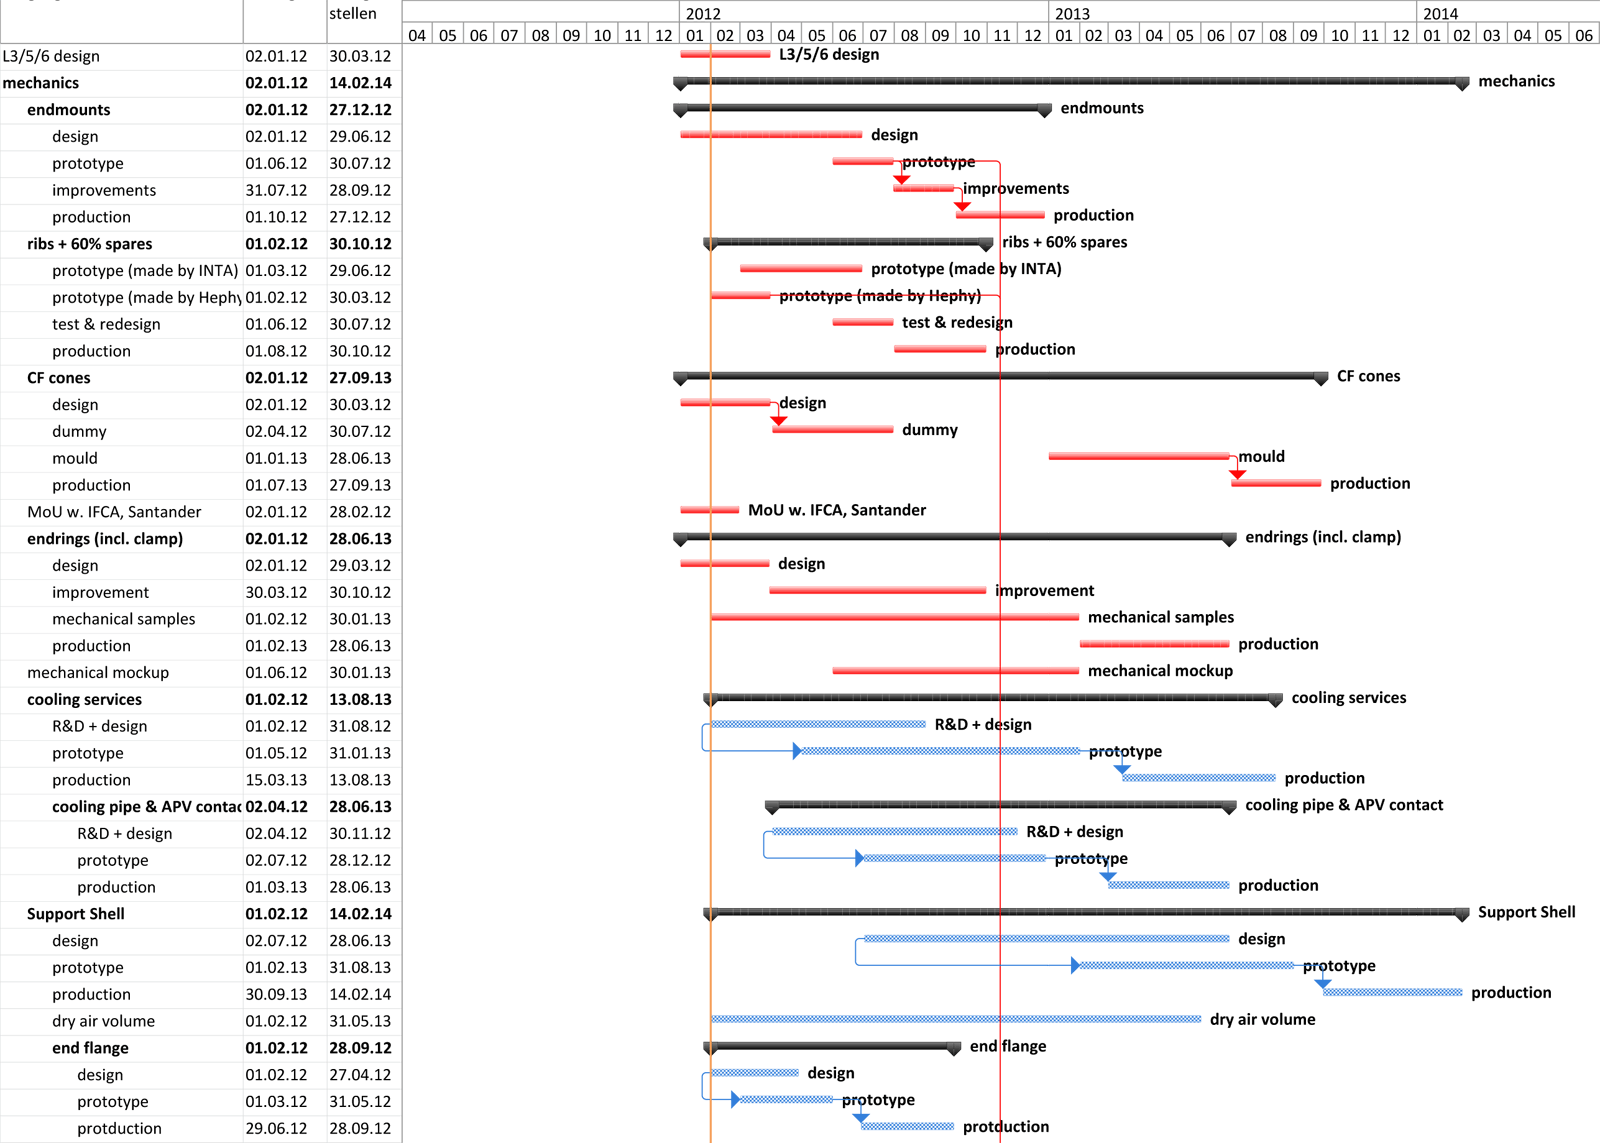 stellen
2012 2013 2014
04 05 06 07 08 09 10 11 12 01 02 03 04 05 06 07 08 09 10 11 12 01 02 03 04 05 06 07 08 09 10 11 12 01 02 03 04 05 06
L3/5/6 design 02.01.12 30.03.12 L3/5/6 design
mechanics 02.01.12 14.02.14 mechanics
endmounts 02.01.12 27.12.12 endmounts
design 02.01.12 29.06.12 design
prototype 01.06.12 30.07.12 prototype
improvements 31.07.12 28.09.12 improvements
production 01.10.12 27.12.12 production
ribs + 60% spares 01.02.12 30.10.12 ribs + 60% spares
prototype (made by INTA) 01.03.12 29.06.12 prototype (made by INTA)
prototype (made by Hephy 01.02.12 30.03.12 prototype (made by Hephy)
test & redesign 01.06.12 30.07.12 test & redesign
production 01.08.12 30.10.12 production
CF cones 02.01.12 27.09.13 CF cones
design 02.01.12 30.03.12 design
dummy 02.04.12 30.07.12 dummy
mould 01.01.13 28.06.13 mould
production 01.07.13 27.09.13 production
MoU w. IFCA, Santander 02.01.12 28.02.12 MoU w. IFCA, Santander
endrings (incl. clamp) 02.01.12 28.06.13 endrings (incl. clamp)
design 02.01.12 29.03.12 design
improvement 30.03.12 30.10.12 improvement
mechanical samples 01.02.12 30.01.13 mechanical samples
production 01.02.13 28.06.13 production
mechanical mockup 01.06.12 30.01.13 mechanical mockup
cooling services 01.02.12 13.08.13 cooling services
R&D + design 01.02.12 31.08.12 R&D + design
prototype 01.05.12 31.01.13 prototype
production 15.03.13 13.08.13 production
cooling pipe & APV contac 02.04.12 28.06.13 cooling pipe & APV contact
R&D + design 02.04.12 30.11.12 R&D + design
prototype 02.07.12 28.12.12 prototype
production 01.03.13 28.06.13 production
Support Shell 01.02.12 14.02.14 Support Shell
design 02.07.12 28.06.13 design
prototype 01.02.13 31.08.13 prototype
production 30.09.13 14.02.14 production
dry air volume 01.02.12 31.05.13 dry air volume
end flange 01.02.12 28.09.12 end flange
design 01.02.12 27.04.12 design
prototype 01.03.12 31.05.12 prototype
protduction 29.06.12 28.09.12 protduction